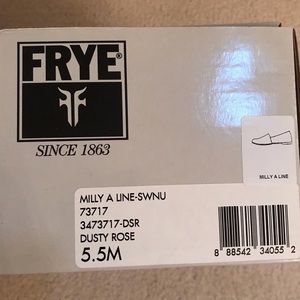 FRYE®
SINCE 1863
MILLY A LINE
MILLY A LINE-SWNU
73717
3473717-DSR
DUSTY ROSE
5.5M
8 88542 34055 2